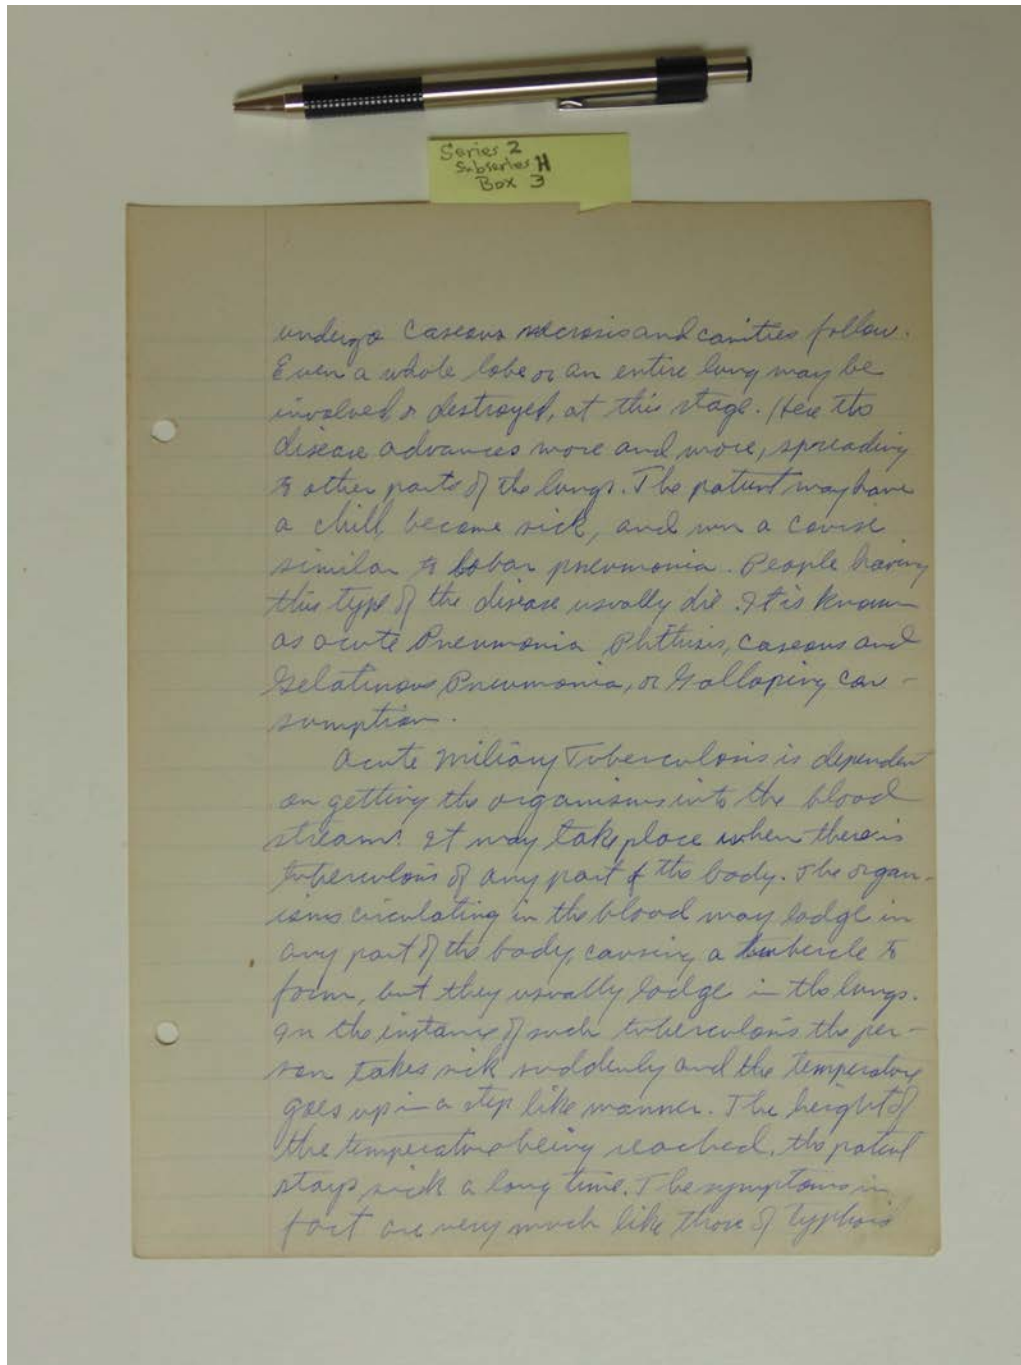 Series 2
Subseries H
Box 3
undergo Caseous necrosis and cavities follow.
Even a whole lobe or an entire lung may be
involved or destroyed, at this stage. Here the
disease advances more and more, spreading
to other parts of the lungs. The patient may have
a chill, become sick, and run a course
similar to lobar pneumonia. People having
this type of the disease usually die. It is known
as acute Pneumonia Phthisis, Caseous and
Gelatinous Pneumonia, or Galloping con-
sumption.
Acute Miliary Tuberculosis is dependent
on getting the organisms into the blood
stream. It may take place when there is
tuberculosis of any part of the body. The organ-
isms circulating in the blood may lodge in
any part of the body, causing a tubercle to
form, but they usually lodge in the lungs.
In the instance of such tuberculosis the per-
son takes sick suddenly and the temperature
goes up in a step like manner. The height of
the temperature being reached, the patient
stays sick a long time. The symptoms in
fact are very much like those of typhoid